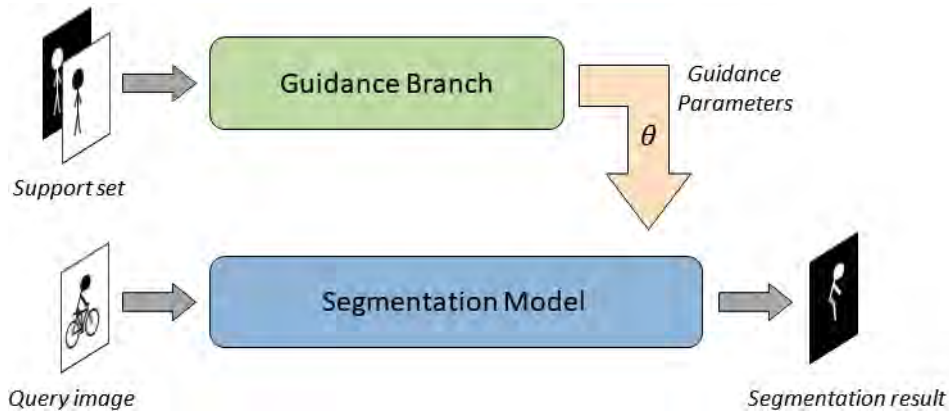 Guidance Branch
Guidance
Parameters
θ
Support set
Segmentation Model
Query image
Segmentation result